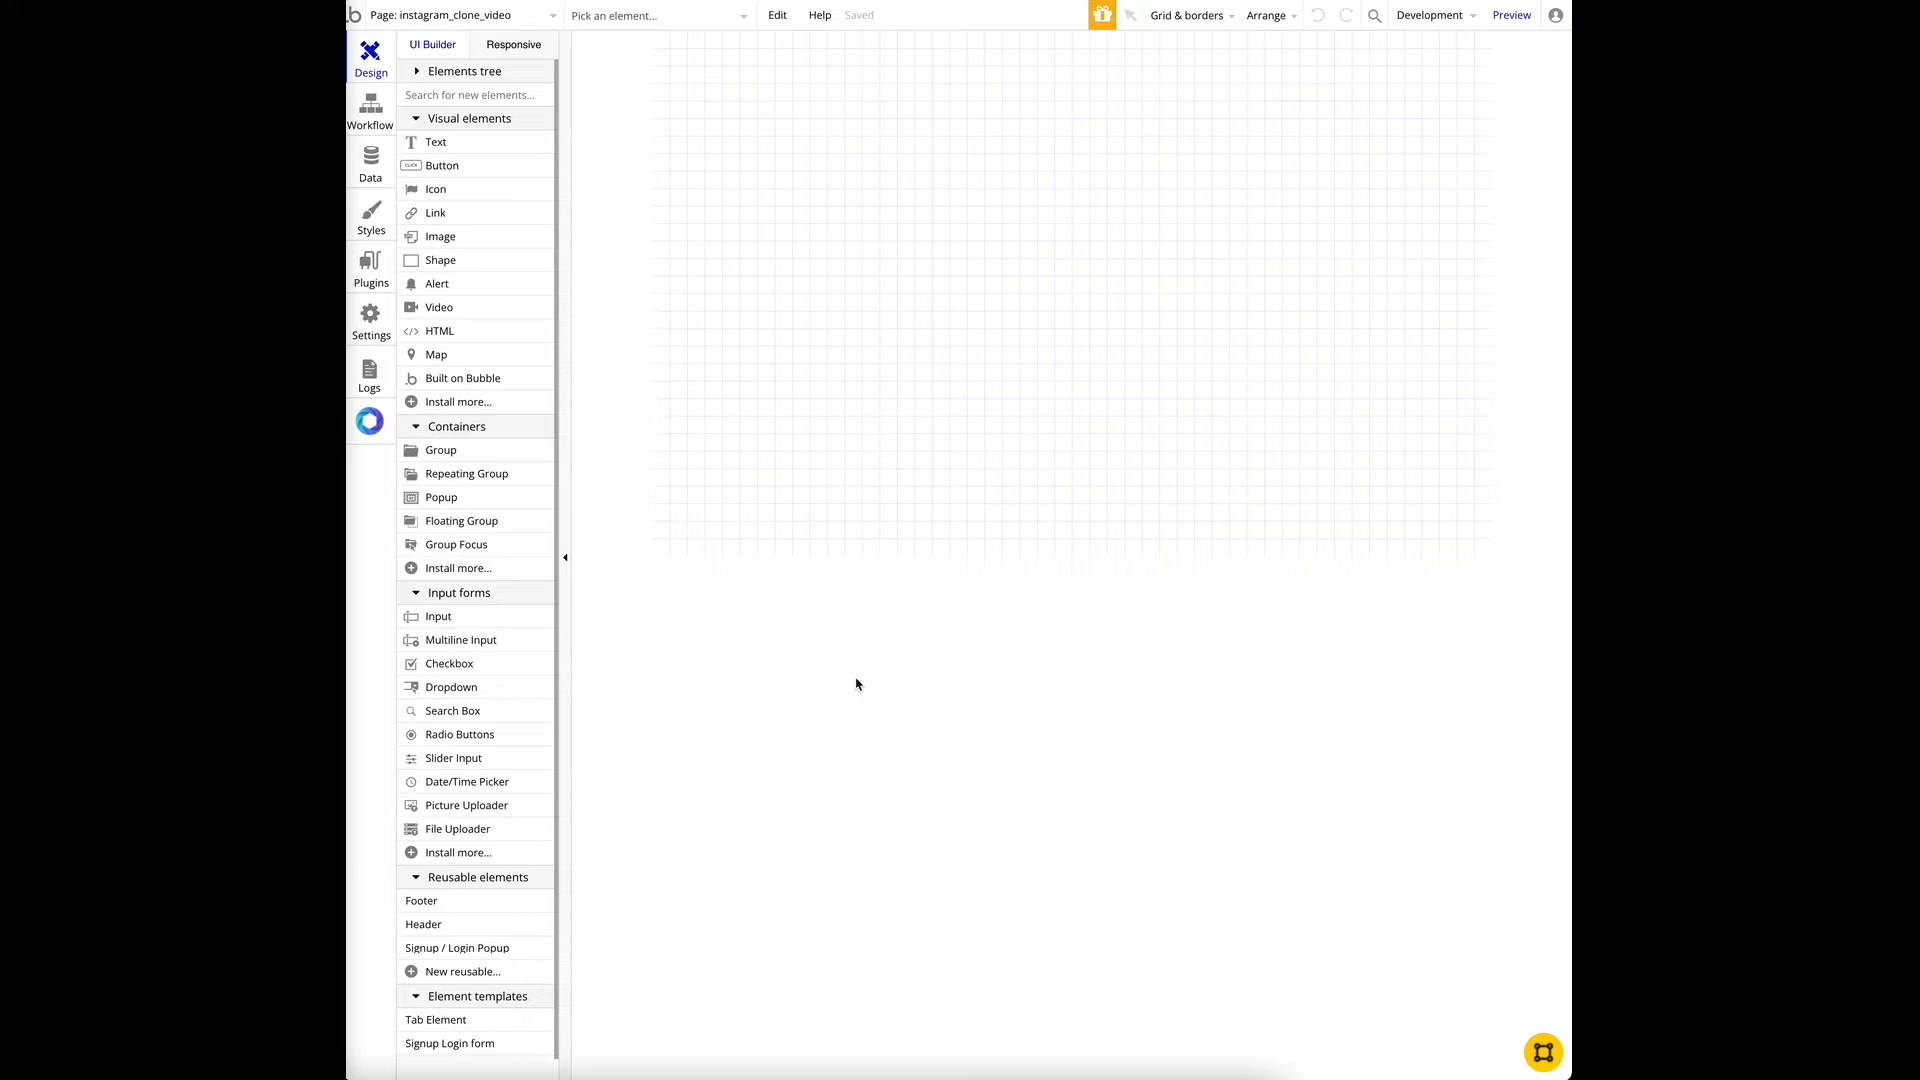 Page: instagram_clone_video
Pick an element...
Edit
Help
Saved
Grid & borders
Arrange
Development
Preview
UI Builder
Responsive
Design
Workflow
Data
Styles
Plugins
Settings
Logs
Elements tree
Search for new elements...
Visual elements
Text
CLICK
Button
Icon
Link
Image
Shape
Alert
Video
</> HTML
Map
.b Built on Bubble
Install more...
Containers
Group
Repeating Group
Popup
Floating Group
Group Focus
Install more...
Input forms
Input
Multiline Input
Checkbox
Dropdown
Search Box
Radio Buttons
Slider Input
Date/Time Picker
Picture Uploader
File Uploader
Install more...
Reusable elements
Footer
Header
Signup / Login Popup
New reusable...
Element templates
Tab Element
Signup Login form